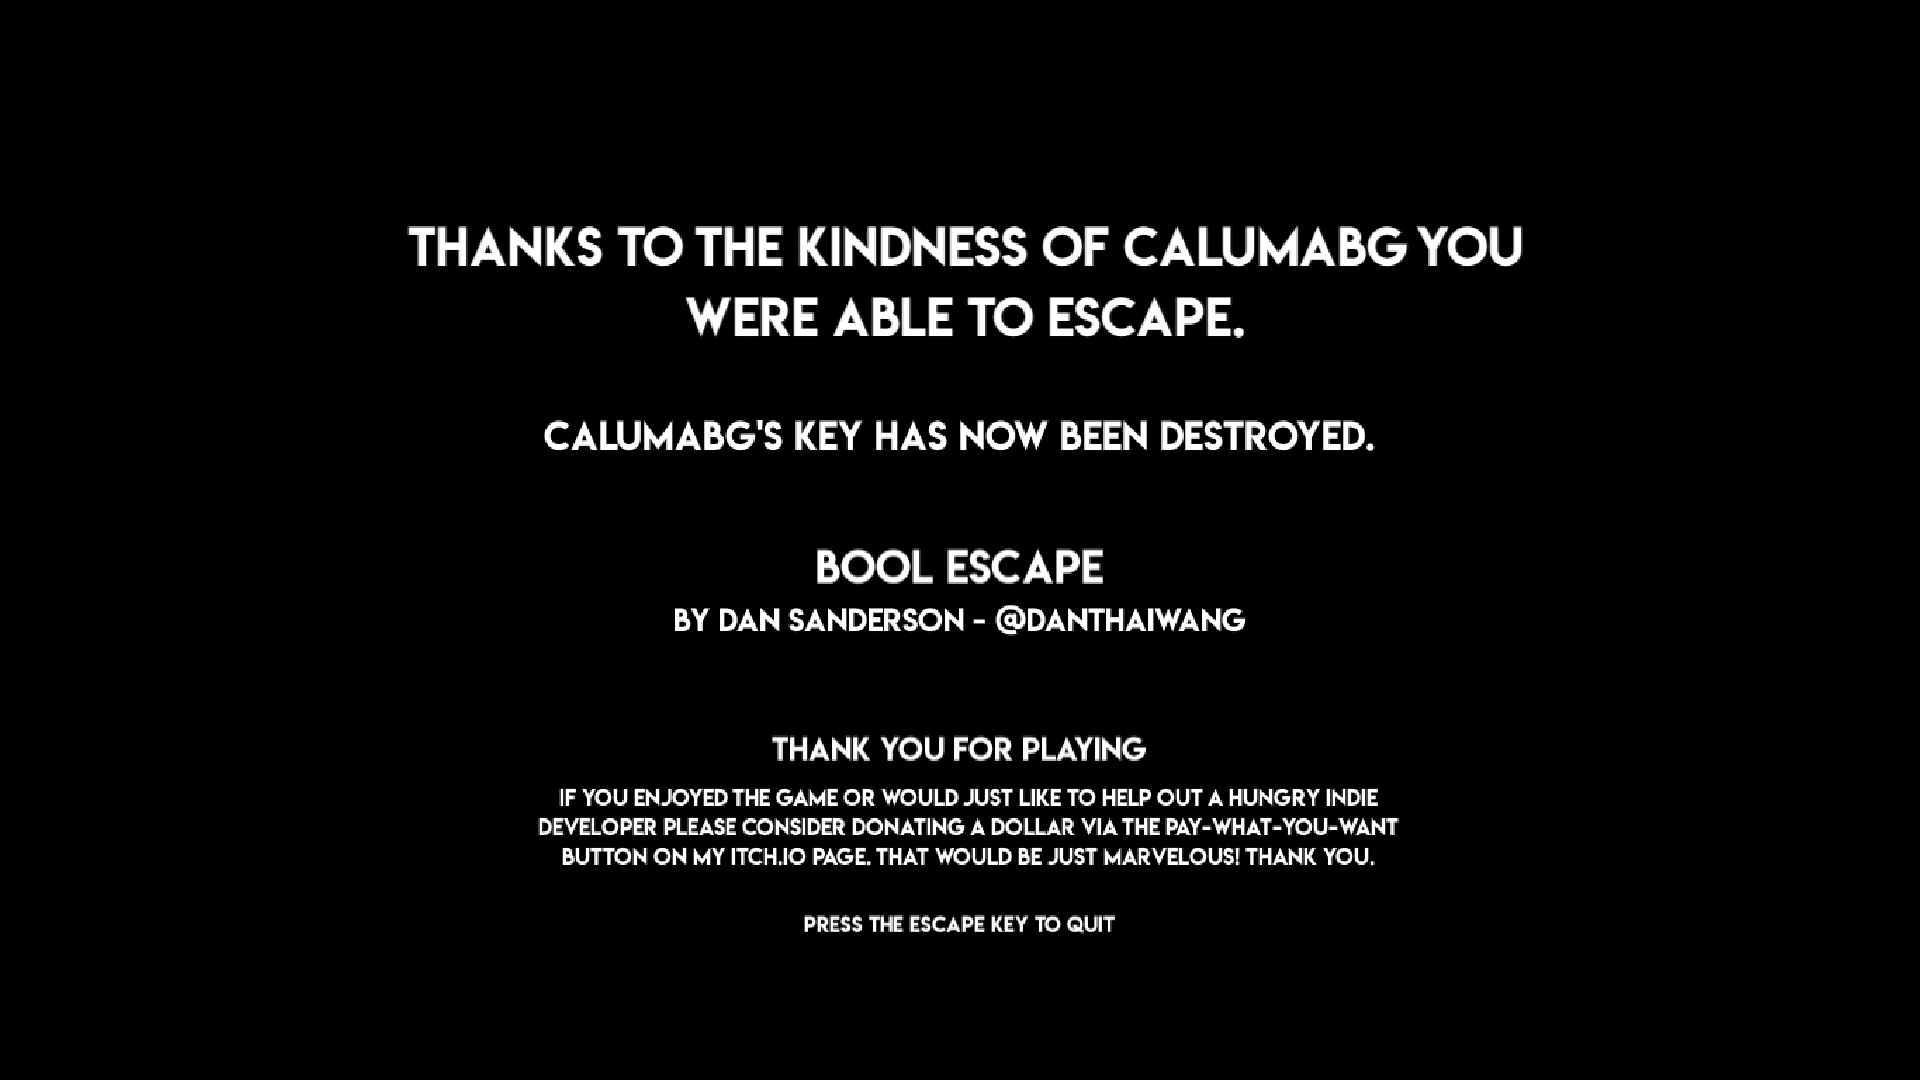 THANKS TO THE KINDNESS OF CALUMABG YOU
WERE ABLE TO ESCAPE.
CALUMABG'S KEY HAS NOW BEEN DESTROYED.
BOOL ESCAPE
BY DAN SANDERSON - @DANTHAIWANG
THANK YOU FOR PLAYING
IF YOU ENJOYED THE GAME OR WOULD JUST LIKE TO HELP OUT A HUNGRY INDIE
DEVELOPER PLEASE CONSIDER DONATING A DOLLAR VIA THE PAY-WHAT-YOU-WANT
BUTTON ON MY ITCH.IO PAGE. THAT WOULD BE JUST MARVELOUS! THANK YOU.
PRESS THE ESCAPE KEY TO QUIT